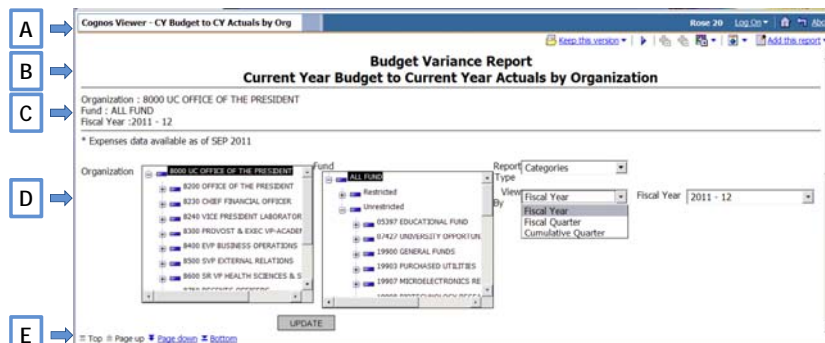 A
Cognos Viewer - CY Budget to CY Actuals by Org
Rose 20 Log On Abo
Keep this version
Add this report
B
Budget Variance Report
Current Year Budget to Current Year Actuals by Organization
C
Organization : 8000 UC OFFICE OF THE PRESIDENT
Fund : ALL FUND
Fiscal Year :2011 - 12
* Expenses data available as of SEP 2011
D
Organization
8000 UC OFFICE OF THE PRESIDENT
8200 OFFICE OF THE PRESIDENT
8230 CHIEF FINANCIAL OFFICER
8240 VICE PRESIDENT LABORATOR
8300 PROVOST & EXEC VP-ACADEM
8400 EVP BUSINESS OPERATIONS
8500 SVP EXTERNAL RELATIONS
8600 SR VP HEALTH SCIENCES & S
Fund
ALL FUND
Restricted
Unrestricted
05397 EDUCATIONAL FUND
07427 UNIVERSITY OPPORTUN
19900 GENERAL FUNDS
19903 PURCHASED UTILITIES
19907 MICROELECTRONICS RE
Report Type
Categories
View By
Fiscal Year
Fiscal Year
Fiscal Quarter
Cumulative Quarter
Fiscal Year
2011 - 12
UPDATE
E
Top Page up Page down Bottom